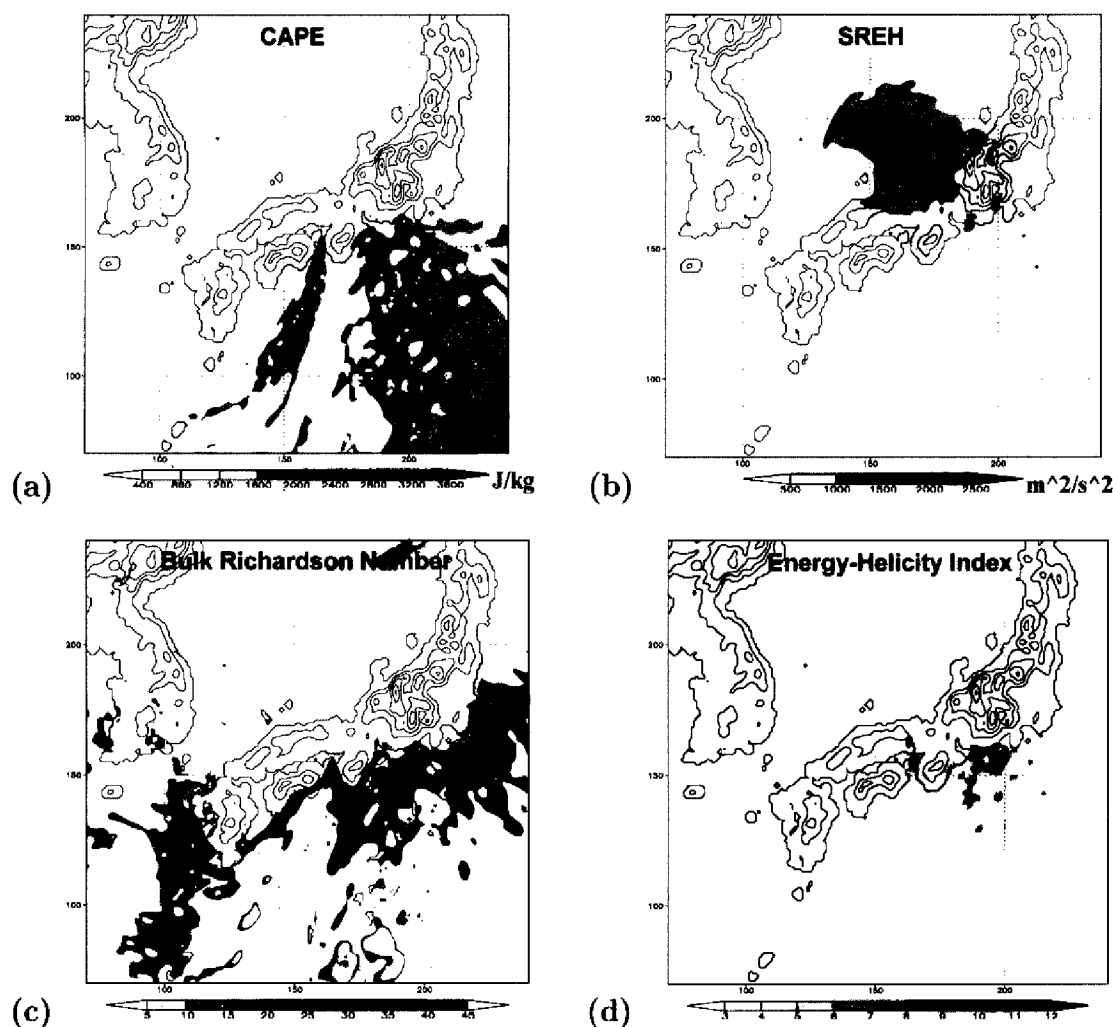 CAPE
200
150
100
100
150
200
400 800 1200 1600 2000 2400 2800 3200 3600 J/kg
(a)
SREH
200
150
100
100
150
200
500 1000 1500 2000 2500 m^2/s^2
(b)
Bulk Richardson Number
200
150
100
100
150
200
5 10 15 20 25 30 35 40 45
(c)
Energy-Helicity Index
200
150
100
100
150
200
3 4 5 6 7 8 9 10 11 12
(d)